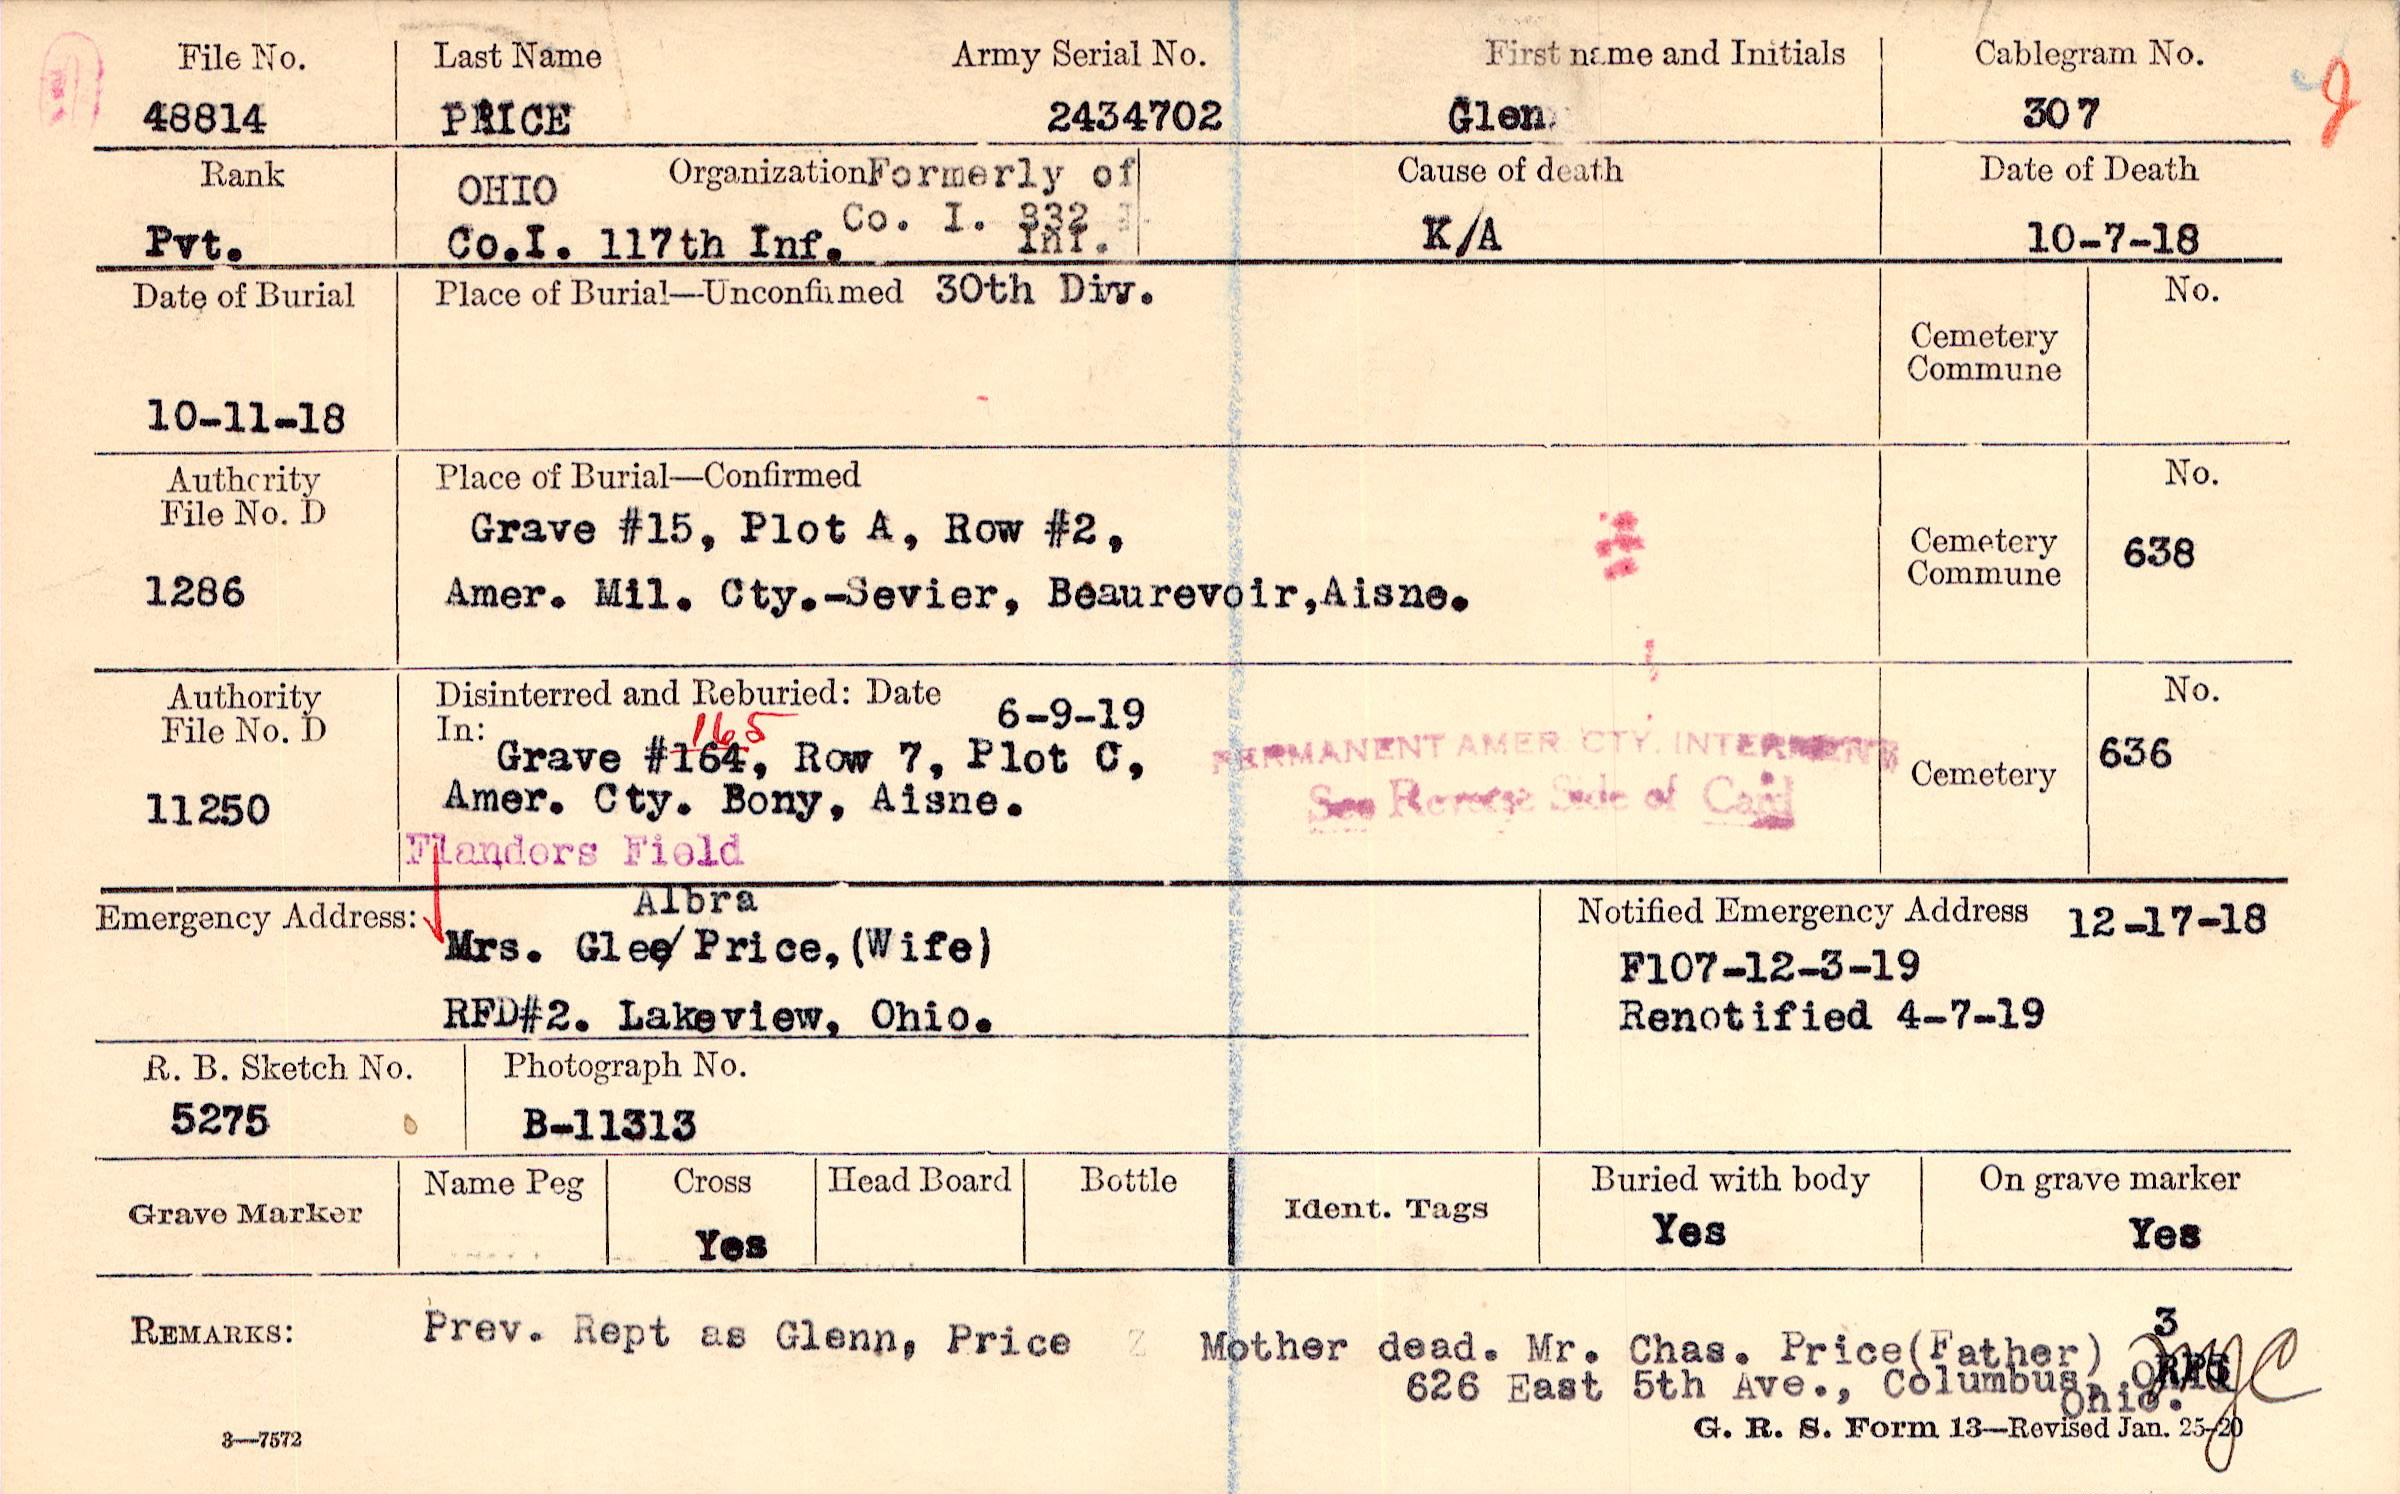 File No. Last Name Army Serial No. First name and Initials Cablegram No.
48814 PRICE 2434702 Glen 307
Rank OHIO Organization Formerly of Cause of death Date of Death
Co. I. 332
Pvt. Co.I. 117th Inf. Inf. K/A 10-7-18
Date of Burial Place of Burial—Unconfirmed 30th Div. No.
Cemetery
Commune
10-11-18
Authority Place of Burial—Confirmed No.
File No. D
Grave #15, Plot A, Row #2,
Cemetery
Commune 638
1286 Amer. Mil. Cty.-Sevier, Beaurevoir,Aisne.
Authority Disinterred and Reburied: Date 6-9-19 No.
File No. D In:
165
Grave #164, Row 7, Plot C, PERMANENT AMER. CTY. INTERMENT
Cemetery 636
11250 Amer. Cty. Bony, Aisne. See Reverse Side of Card
Flanders Field
Albra
Emergency Address: Mrs. Glee Price,(Wife)
RFD#2. Lakeview, Ohio.
Notified Emergency Address 12-17-18
F107-12-3-19
Renotified 4-7-19
R. B. Sketch No. Photograph No.
5275 B-11313
Grave Marker Name Peg Cross Head Board Bottle Ident. Tags Buried with body On grave marker
Yes Yes Yes
REMARKS: Prev. Rept as Glenn, Price Mother dead. Mr. Chas. Price(Father)
3
626 East 5th Ave., Columbus,
Ohio.
3—7572 G. R. S. Form 13—Revised Jan. 25-20